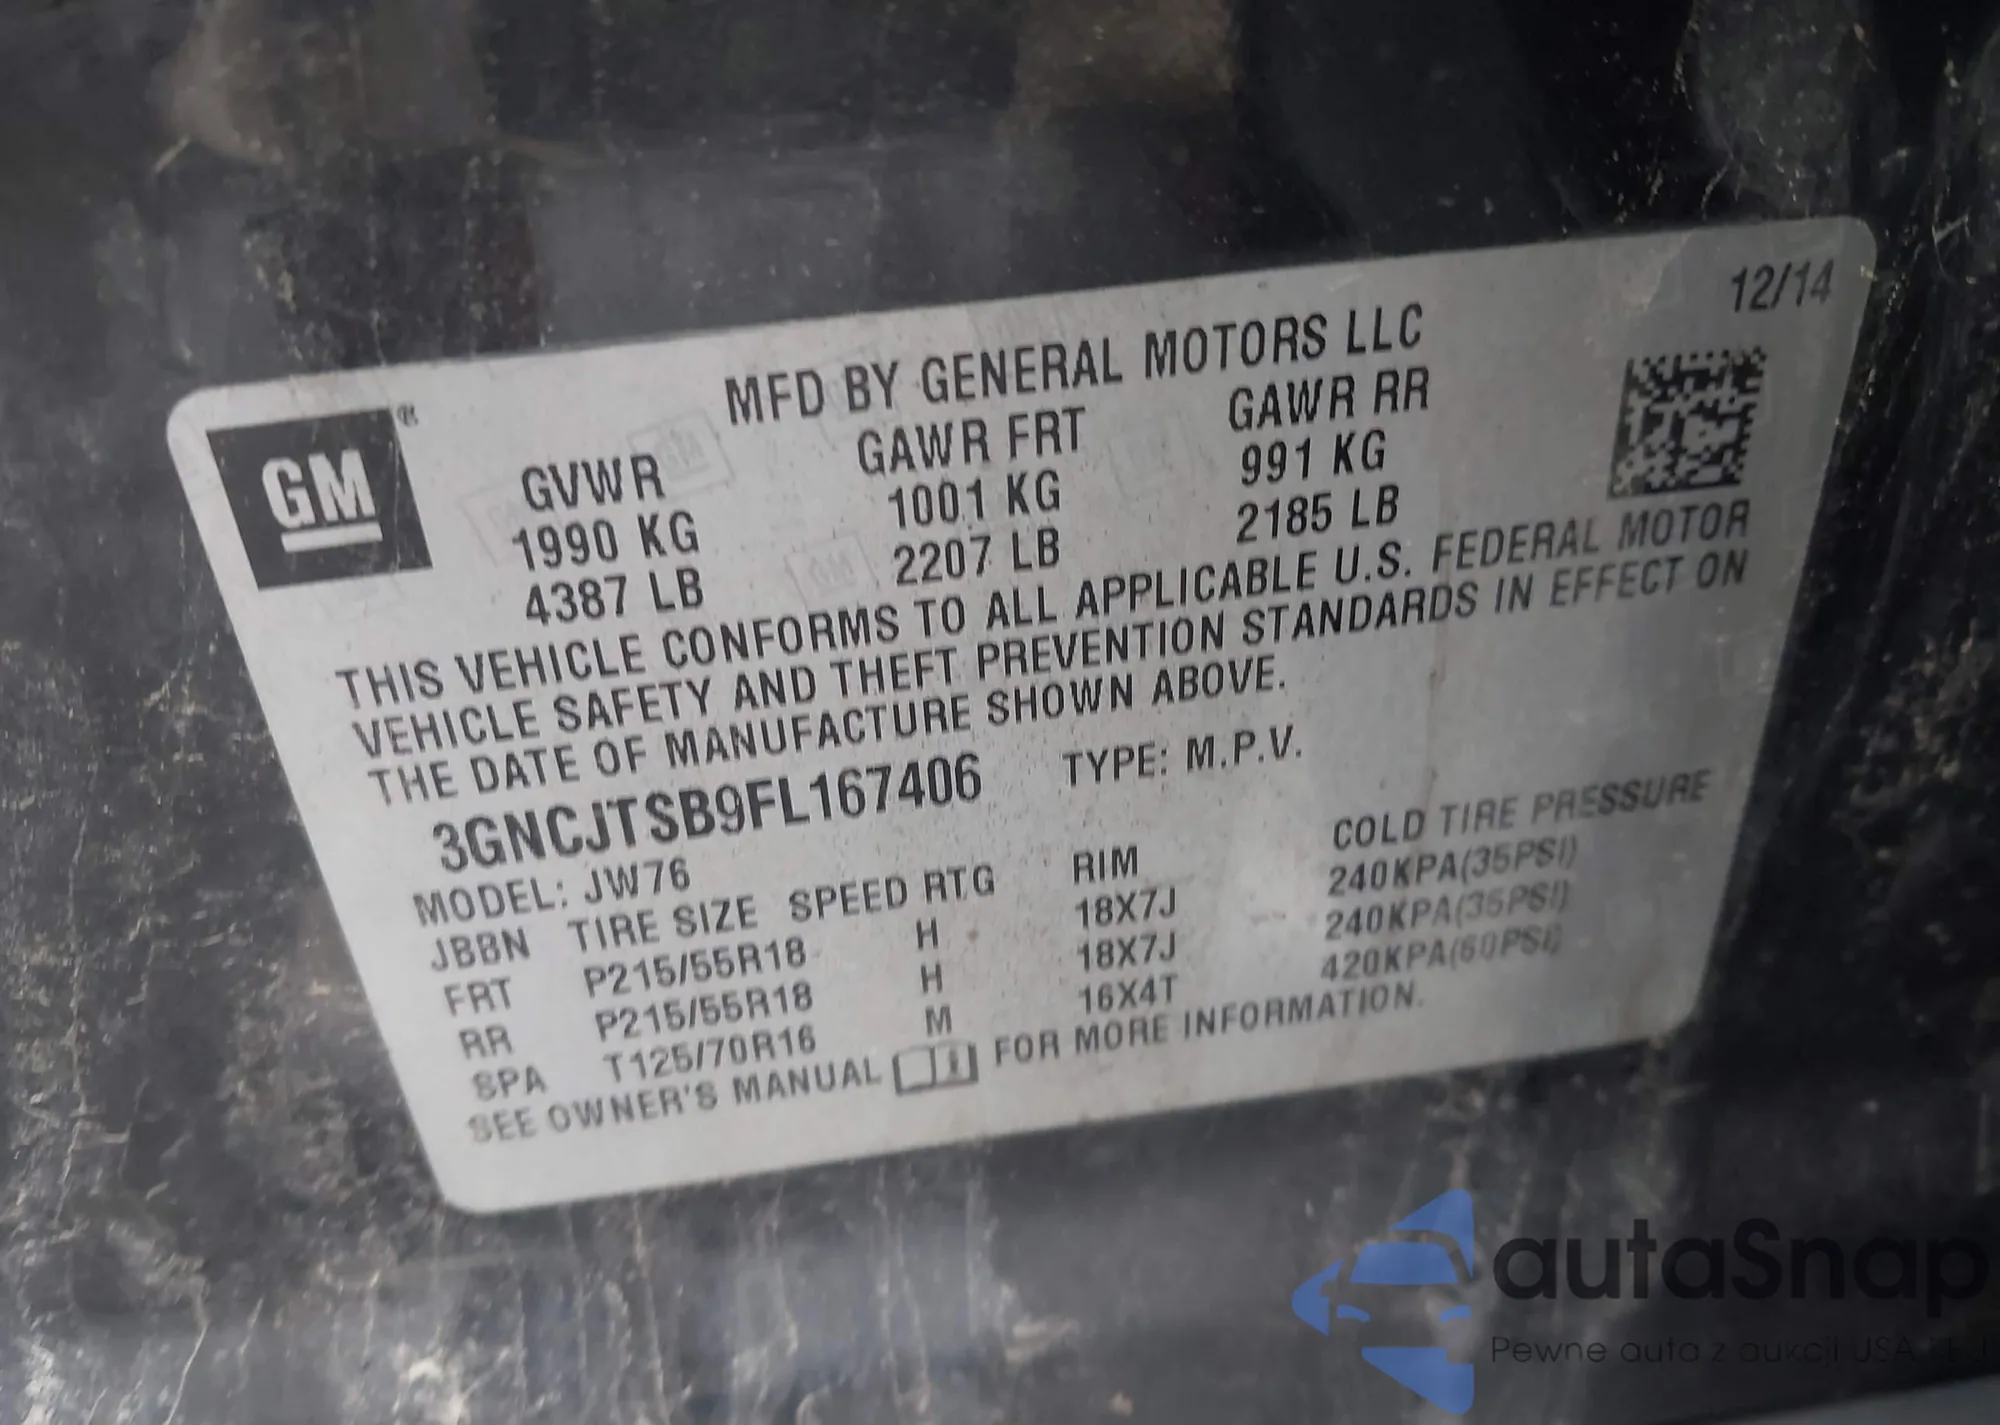 12/14
MFD BY GENERAL MOTORS LLC
GM®
GVWR GAWR FRT GAWR RR
1990 KG 1001 KG 991 KG
4387 LB 2207 LB 2185 LB
THIS VEHICLE CONFORMS TO ALL APPLICABLE U.S. FEDERAL MOTOR
VEHICLE SAFETY AND THEFT PREVENTION STANDARDS IN EFFECT ON
THE DATE OF MANUFACTURE SHOWN ABOVE.
3GNCJTSB9FL167406 TYPE: M.P.V.
MODEL: JW76
JBBN TIRE SIZE SPEED RTG RIM COLD TIRE PRESSURE
FRT P215/55R18 H 18X7J 240KPA(35PSI)
RR P215/55R18 H 18X7J 240KPA(35PSI)
SPA T125/70R16 M 16X4T 420KPA(60PSI)
SEE OWNER'S MANUAL FOR MORE INFORMATION.
autaSnap
Pewne auta z aukcji USA